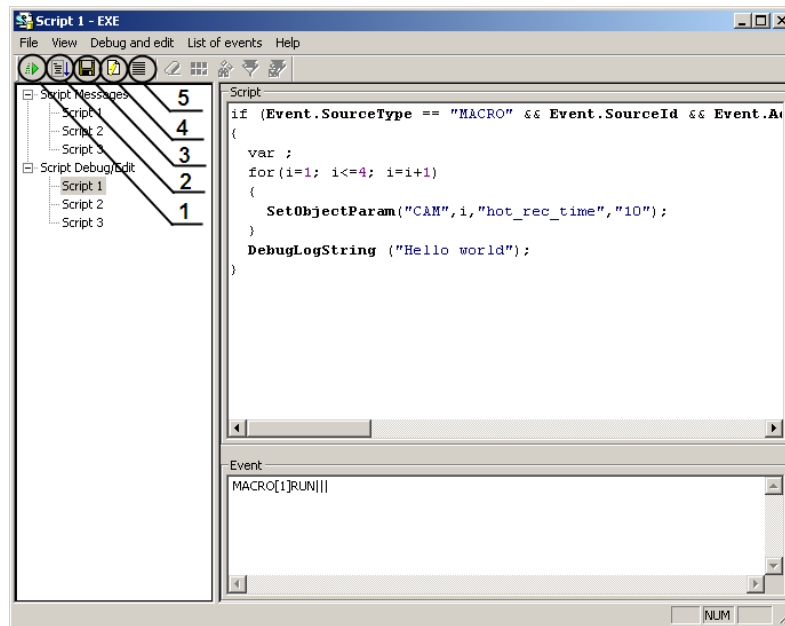 Script 1 - EXE
File View Debug and edit List of events Help
Script Messages
Script 1
Script 2
Script 3
Script Debug/Edit
Script 1
Script 2
Script 3
5
4
3
2
1
Script
if (Event.SourceType == "MACRO" && Event.SourceId && Event.A
{
var ;
for(i=1; i<=4; i=i+1)
{
SetObjectParam("CAM",i,"hot_rec_time","10");
}
DebugLogString ("Hello world");
}
Event
MACRO[1]RUN|||
NUM